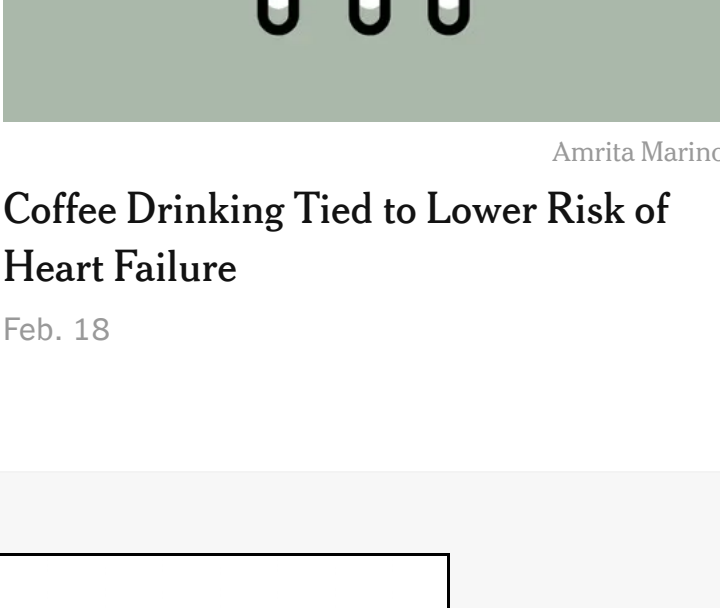 Amrita Marino
Coffee Drinking Tied to Lower Risk of
Heart Failure
Feb. 18